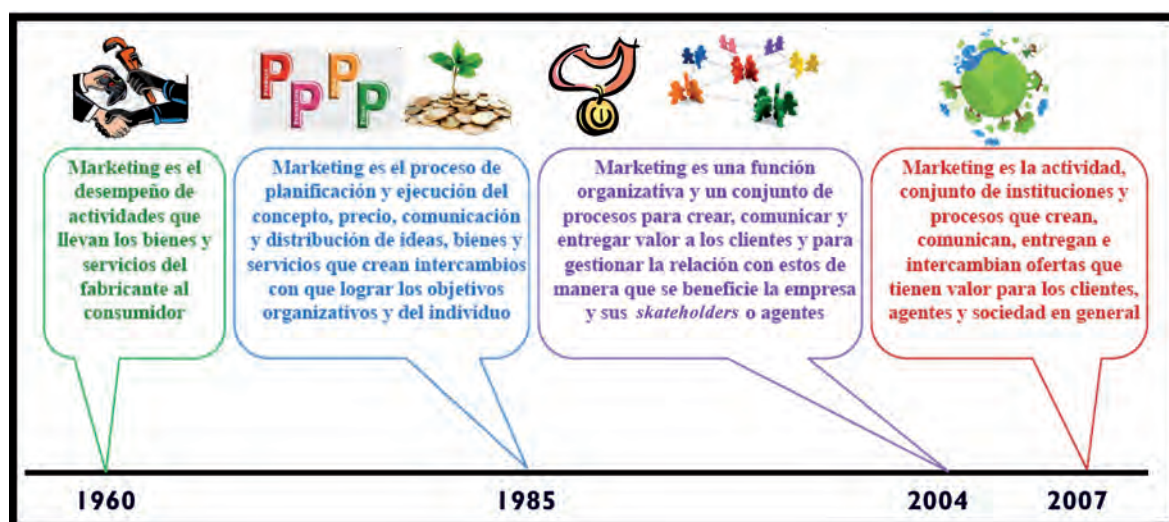 Marketing es el
desempeño de
actividades que
llevan los bienes y
servicios del
fabricante al
consumidor
Marketing es el proceso de
planificación y ejecución del
concepto, precio, comunicación
y distribución de ideas, bienes y
servicios que crean intercambios
con que lograr los objetivos
organizativos y del individuo
Marketing es una función
organizativa y un conjunto de
procesos para crear, comunicar y
entregar valor a los clientes y para
gestionar la relación con estos de
manera que se beneficie la empresa
y sus skateholders o agentes
Marketing es la actividad,
conjunto de instituciones y
procesos que crean,
comunican, entregan e
intercambian ofertas que
tienen valor para los clientes,
agentes y sociedad en general
1960
1985
2004
2007